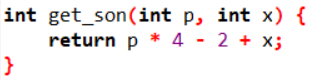 int get_son(int p, int x) {
    return p * 4 - 2 + x;
}